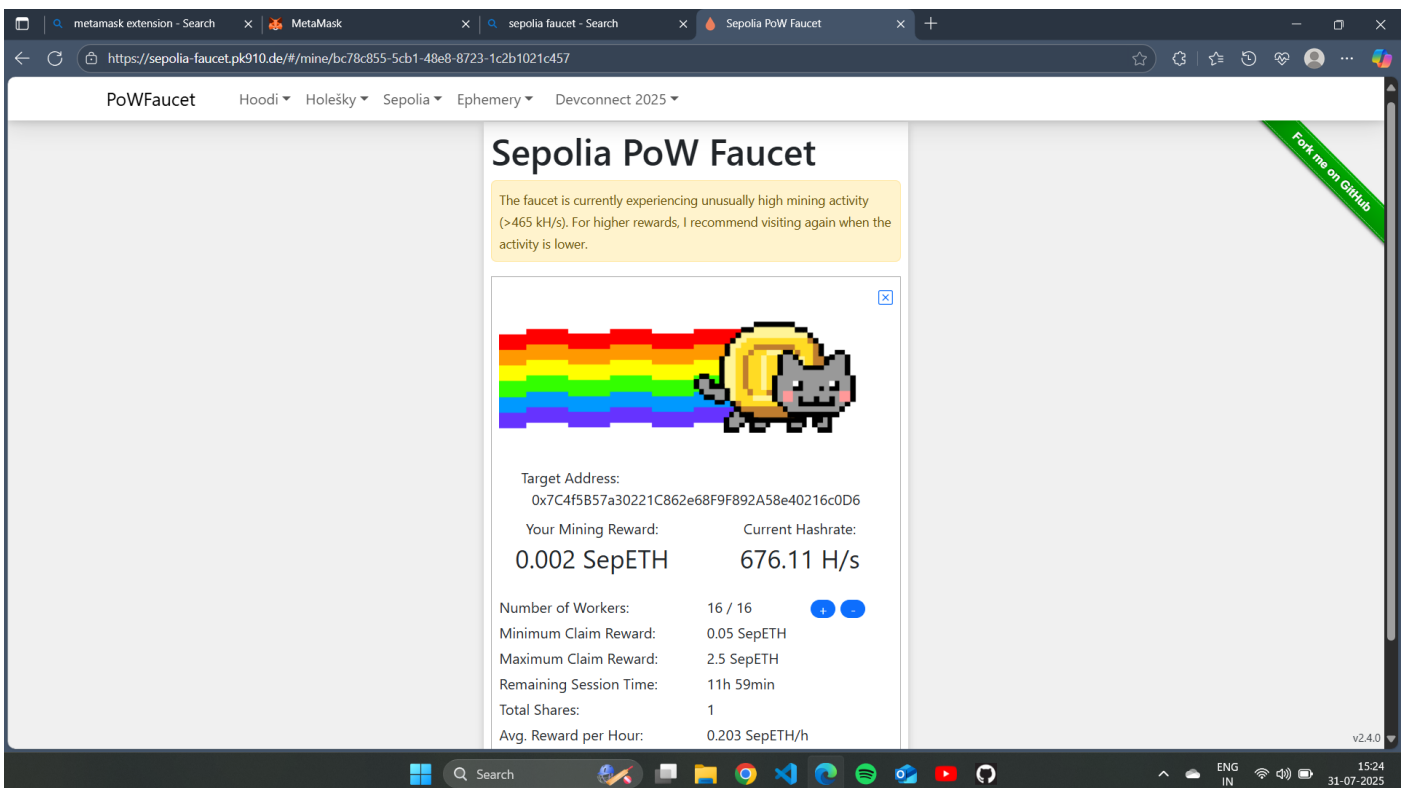 metamask extension - Search
MetaMask
sepolia faucet - Search
Sepolia PoW Faucet
https://sepolia-faucet.pk910.de/#/mine/bc78c855-5cb1-48e8-8723-1c2b1021c457
PoWFaucet Hoodi Holešky Sepolia Ephemery Devconnect 2025
Fork me on GitHub
Sepolia PoW Faucet
The faucet is currently experiencing unusually high mining activity
(>465 kH/s). For higher rewards, I recommend visiting again when the
activity is lower.
Target Address:
0x7C4f5B57a30221C862e68F9F892A58e40216c0D6
Your Mining Reward: Current Hashrate:
0.002 SepETH 676.11 H/s
Number of Workers: 16 / 16 + -
Minimum Claim Reward: 0.05 SepETH
Maximum Claim Reward: 2.5 SepETH
Remaining Session Time: 11h 59min
Total Shares: 1
Avg. Reward per Hour: 0.203 SepETH/h
v2.4.0
Search
ENG
IN
15:24
31-07-2025